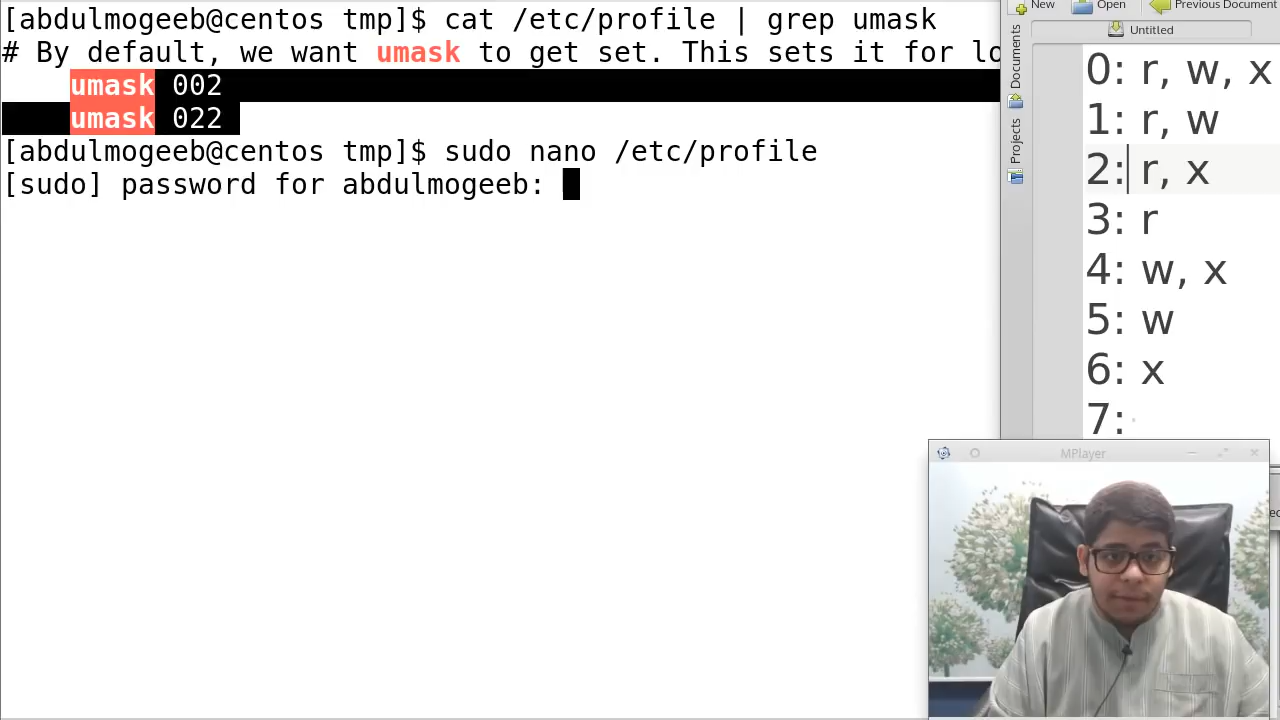 [abdulmogeeb@centos tmp]$ cat /etc/profile | grep umask
# By default, we want umask to get set. This sets it for lo
umask 002
umask 022
[abdulmogeeb@centos tmp]$ sudo nano /etc/profile
[sudo] password for abdulmogeeb:
New Open Previous Document
Untitled
Documents
Projects
0: r, w, x
1: r, w
2: r, x
3: r
4: w, x
5: w
6: x
7:
MPlayer